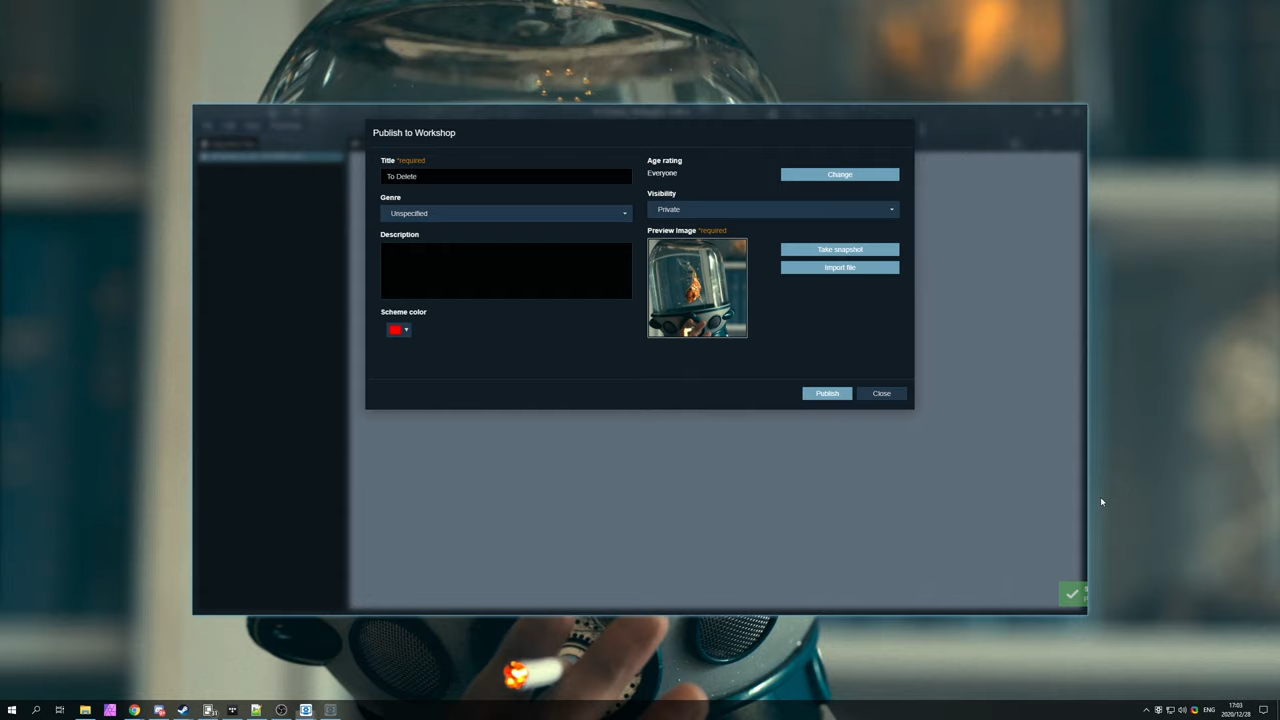 Publish to Workshop
Title *required
To Delete
Genre
Unspecified
Description
Scheme color
Age rating
Everyone
Change
Visibility
Private
Preview Image *required
Take snapshot
Import file
Publish
Close
ENG
17:03
2020/12/28